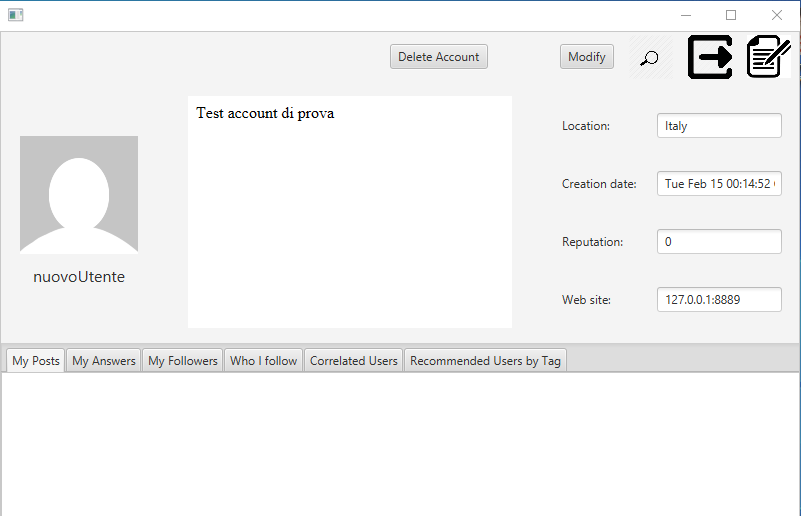 Delete Account
Modify
Test account di prova
nuovoUtente
Location: Italy
Creation date: Tue Feb 15 00:14:52
Reputation: 0
Web site: 127.0.0.1:8889
My Posts My Answers My Followers Who I follow Correlated Users Recommended Users by Tag